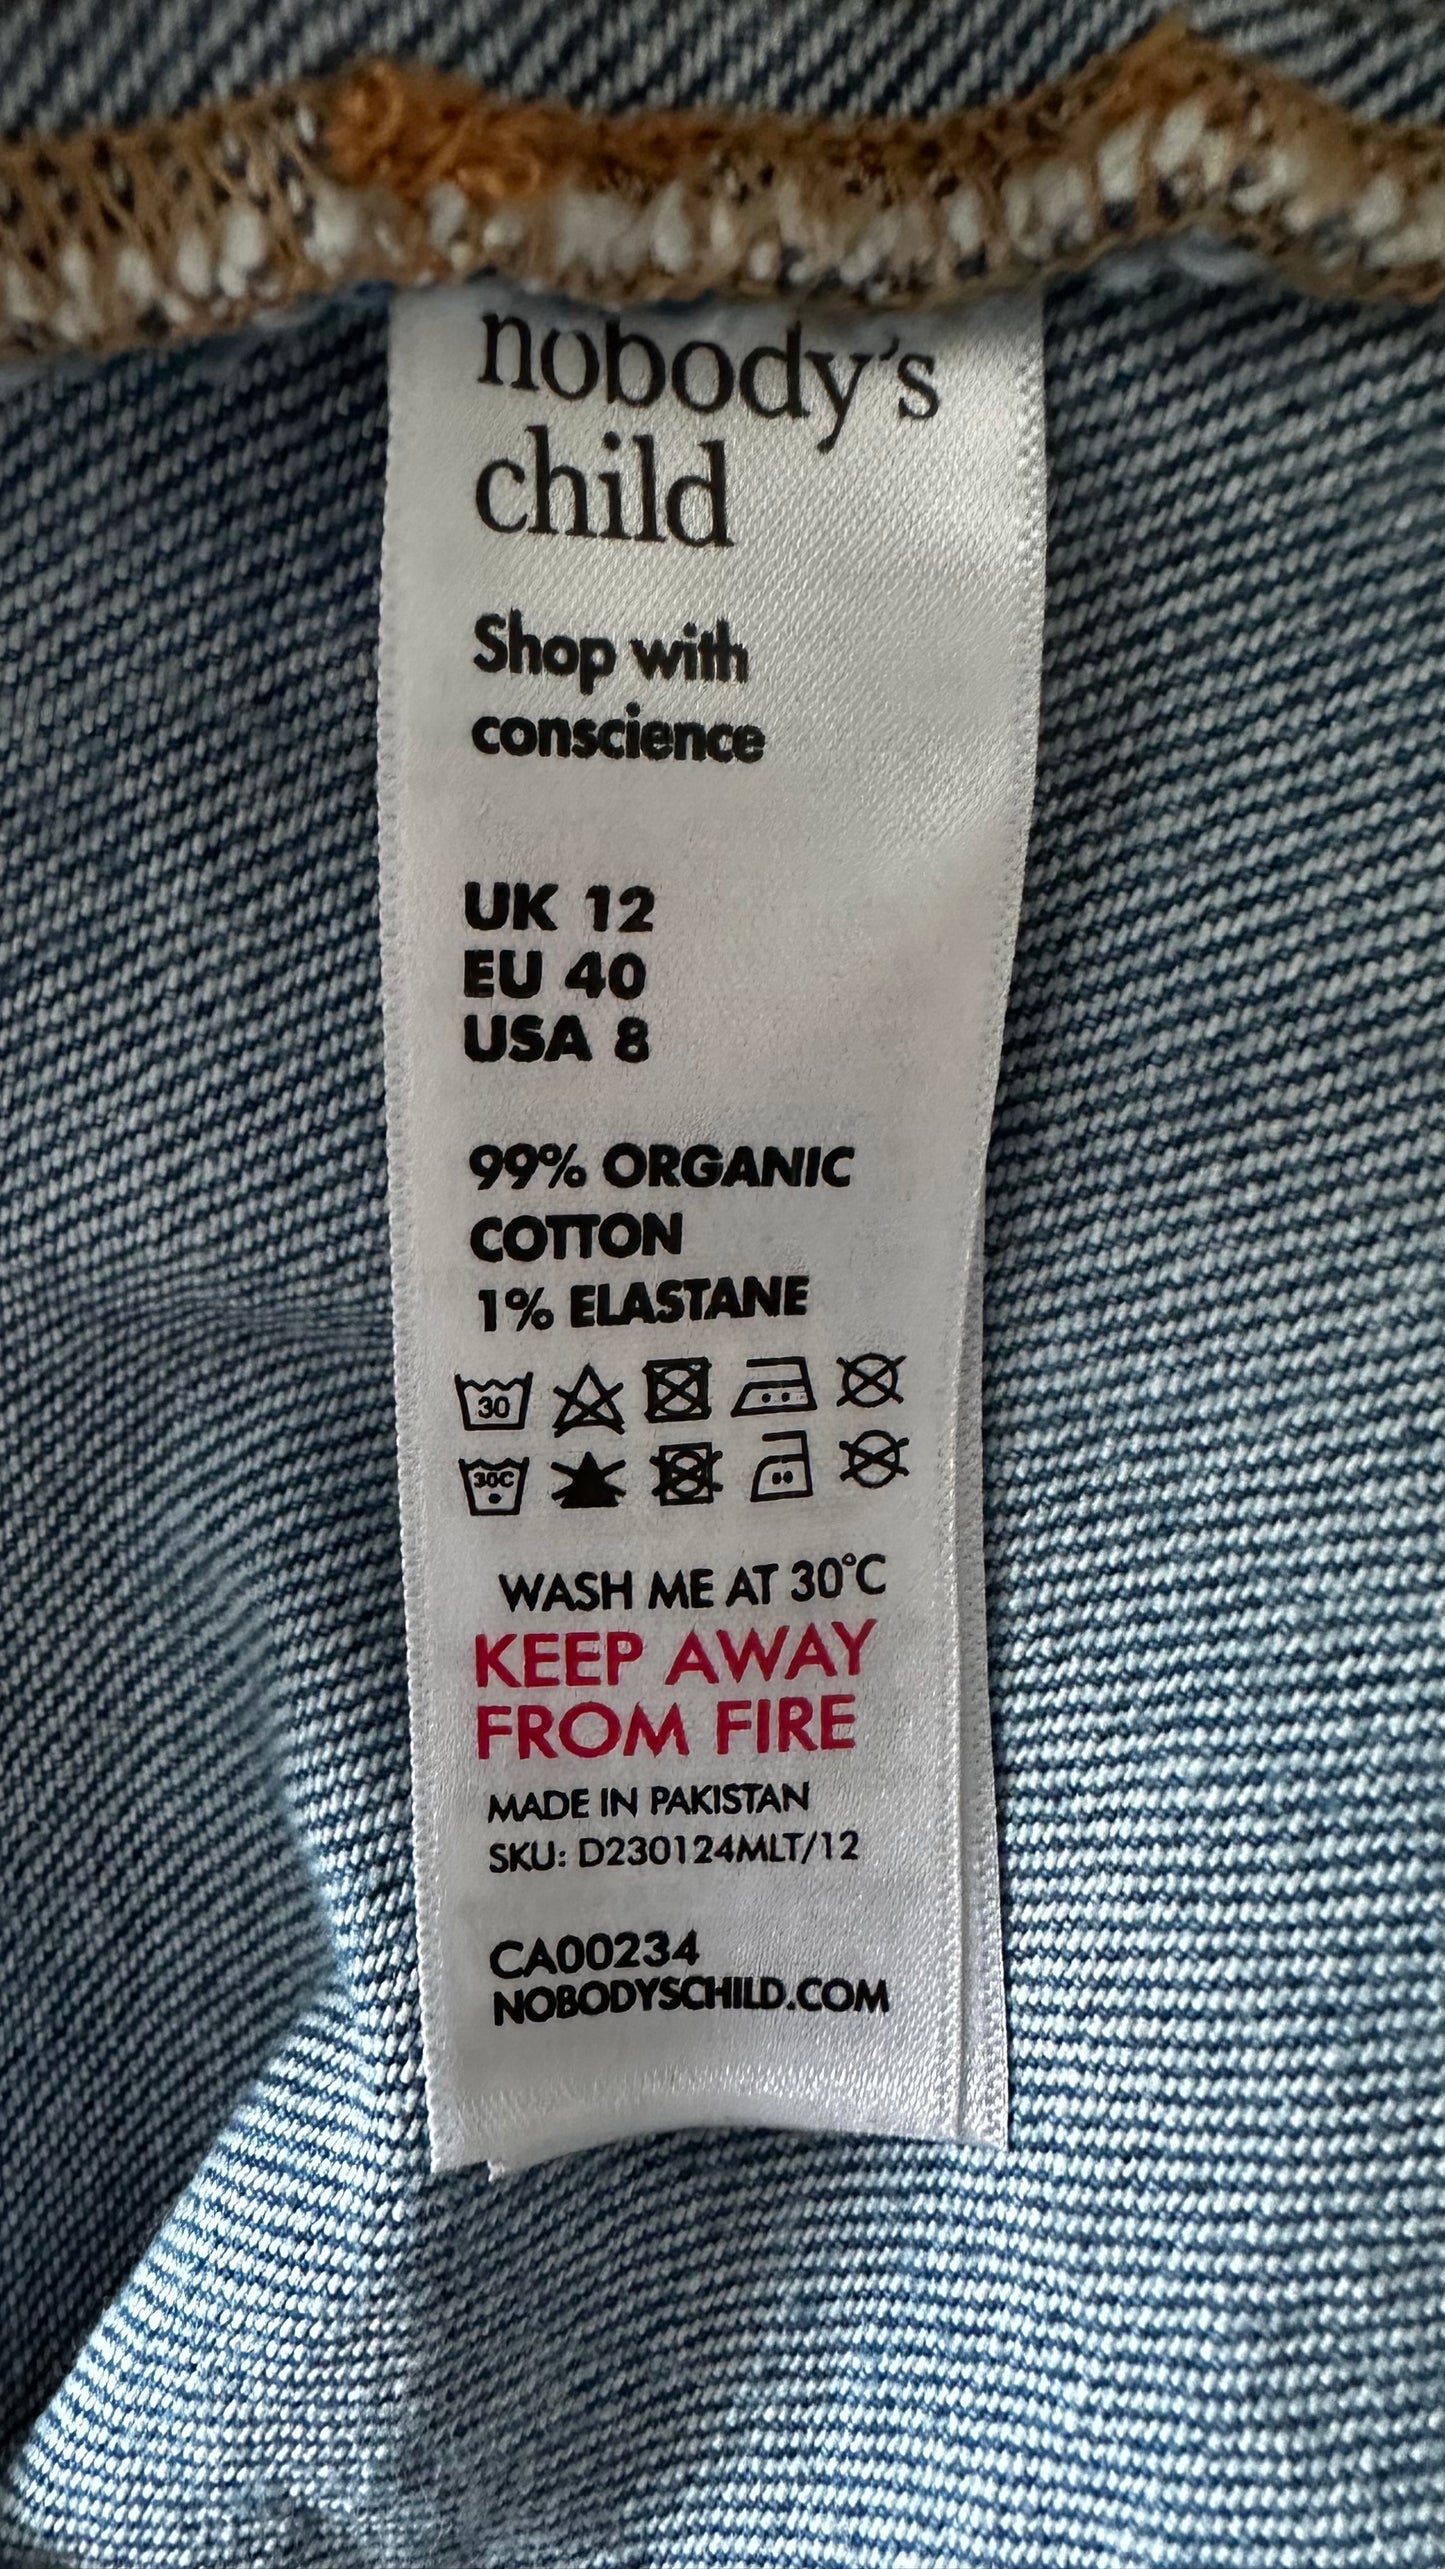 nobody's
child
Shop with
conscience
UK 12
EU 40
USA 8
99% ORGANIC
COTTON
1% ELASTANE
30
30C
WASH ME AT 30°C
KEEP AWAY
FROM FIRE
MADE IN PAKISTAN
SKU: D230124MLT/12
CA00234
NOBODYSCHILD.COM